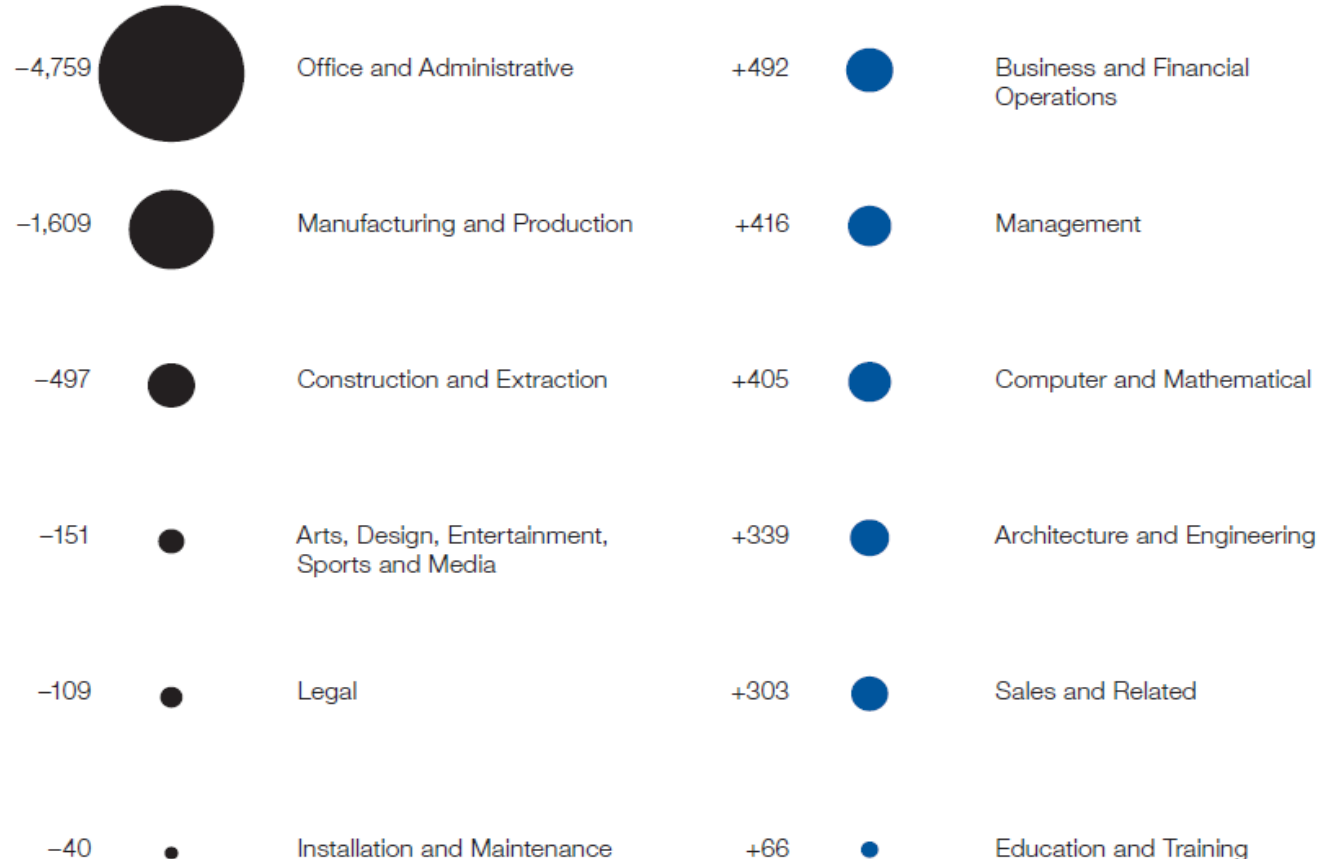 −4,759 Office and Administrative
−1,609 Manufacturing and Production
−497 Construction and Extraction
−151 Arts, Design, Entertainment,
Sports and Media
−109 Legal
−40 Installation and Maintenance
+492 Business and Financial
Operations
+416 Management
+405 Computer and Mathematical
+339 Architecture and Engineering
+303 Sales and Related
+66 Education and Training